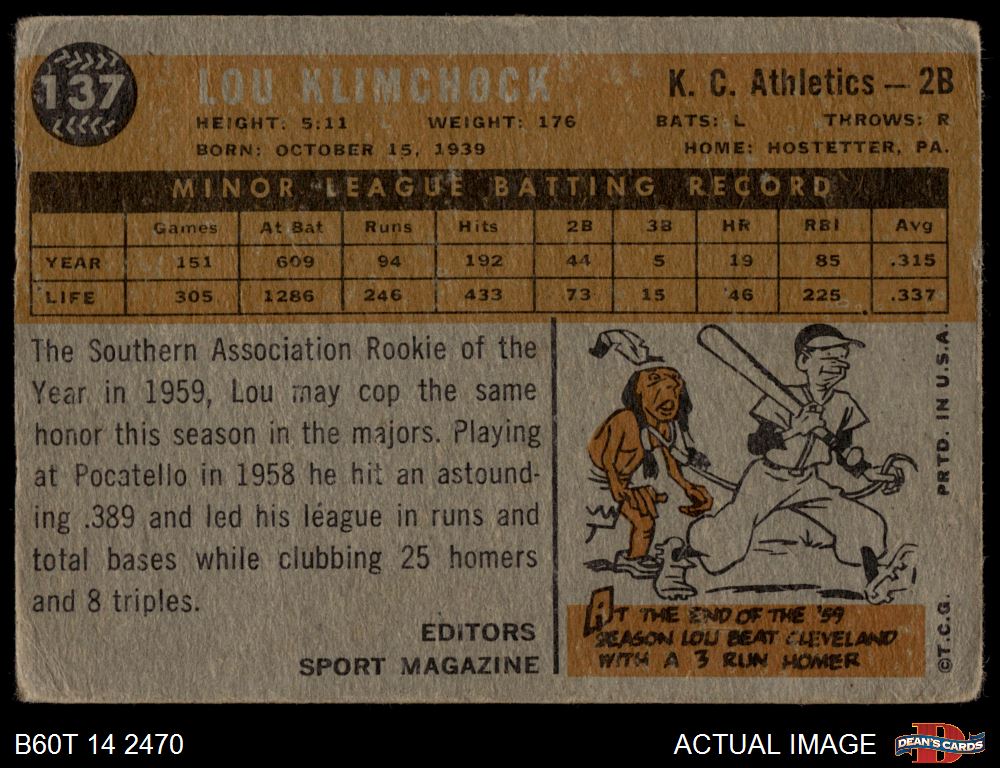 137
LOU KLIMCHOCK
K. C. Athletics — 2B
HEIGHT: 5:11 WEIGHT: 176 BATS: L THROWS: R
BORN: OCTOBER 15, 1939 HOME: HOSTETTER, PA.
MINOR LEAGUE BATTING RECORD
Games At Bat Runs Hits 2B 3B HR RBI Avg
YEAR 151 609 94 192 44 5 19 85 .315
LIFE 305 1286 246 433 73 15 46 225 .337
The Southern Association Rookie of the
Year in 1959, Lou may cop the same
honor this season in the majors. Playing
at Pocatello in 1958 he hit an astound-
ing .389 and led his league in runs and
total bases while clubbing 25 homers
and 8 triples.
EDITORS
SPORT MAGAZINE
AT THE END OF THE '59
SEASON LOU BEAT CLEVELAND
WITH A 3 RUN HOMER
©T.C.G. PRTD. IN U.S.A.
B60T 14 2470
ACTUAL IMAGE
D
DEAN'S CARDS